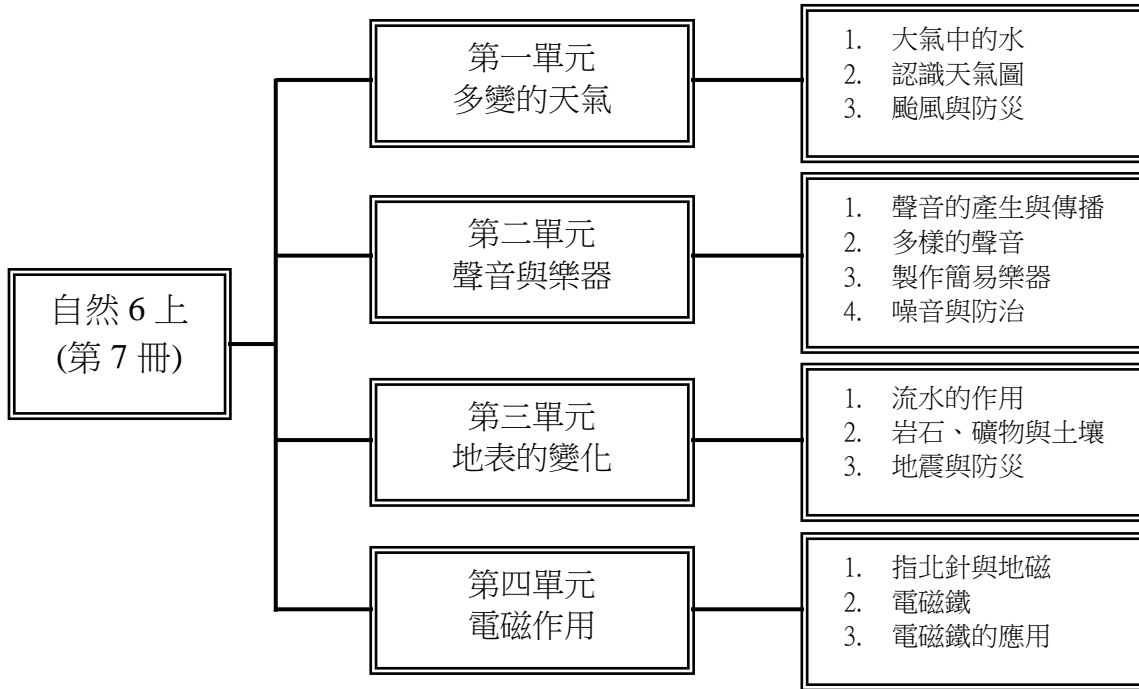 自然 6 上
(第 7 冊)
第一單元
多變的天氣
1. 大氣中的水
2. 認識天氣圖
3. 颱風與防災
第二單元
聲音與樂器
1. 聲音的產生與傳播
2. 多樣的聲音
3. 製作簡易樂器
4. 噪音與防治
第三單元
地表的變化
1. 流水的作用
2. 岩石、礦物與土壤
3. 地震與防災
第四單元
電磁作用
1. 指北針與地磁
2. 電磁鐵
3. 電磁鐵的應用